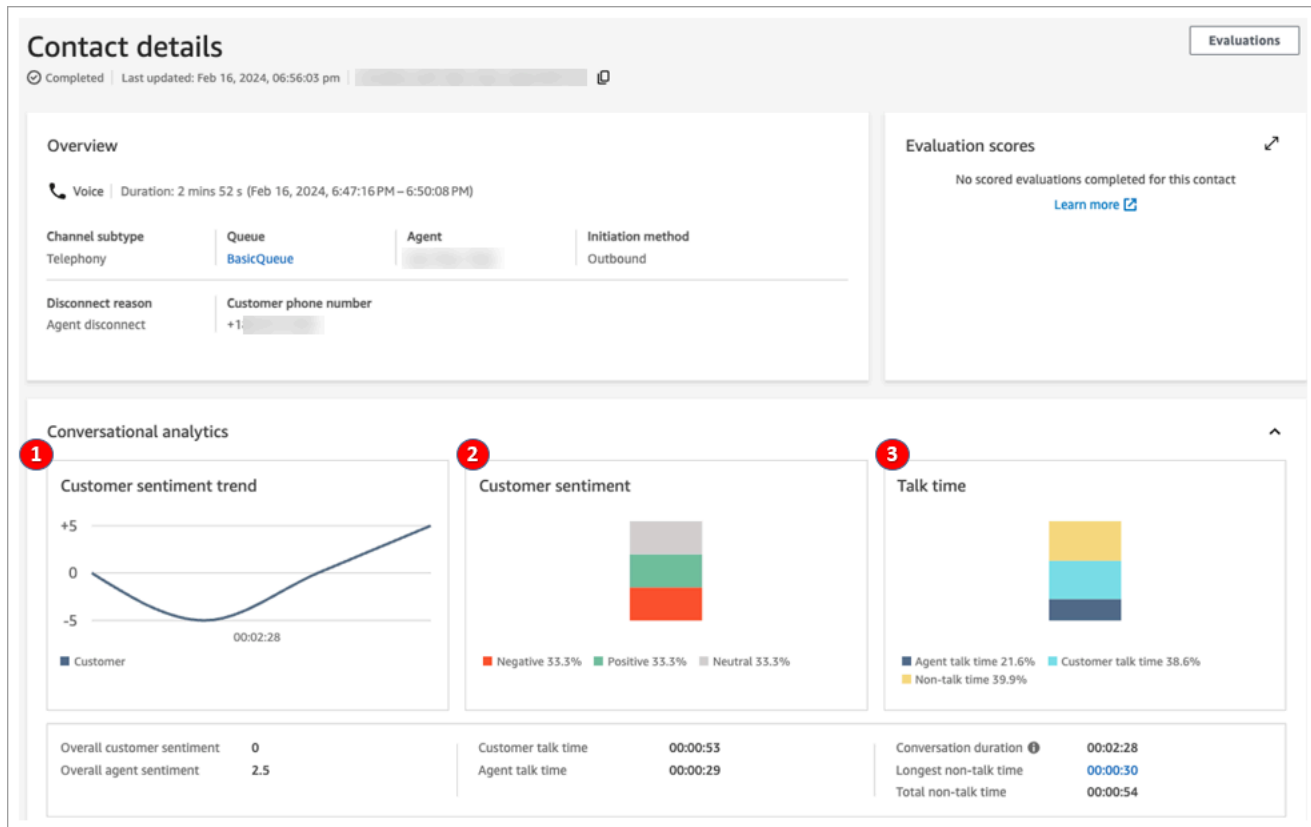 Contact details
Evaluations
Completed Last updated: Feb 16, 2024, 06:56:03 pm
Overview
Voice Duration: 2 mins 52 s (Feb 16, 2024, 6:47:16 PM – 6:50:08 PM)
Channel subtype Queue Agent Initiation method
Telephony BasicQueue Outbound
Disconnect reason Customer phone number
Agent disconnect +1
Evaluation scores
No scored evaluations completed for this contact
Learn more
Conversational analytics
1
Customer sentiment trend
+5
0
-5
00:02:28
Customer
2
Customer sentiment
Negative 33.3% Positive 33.3% Neutral 33.3%
3
Talk time
Agent talk time 21.6% Customer talk time 38.6%
Non-talk time 39.9%
Overall customer sentiment 0
Overall agent sentiment 2.5
Customer talk time 00:00:53
Agent talk time 00:00:29
Conversation duration 00:02:28
Longest non-talk time 00:00:30
Total non-talk time 00:00:54